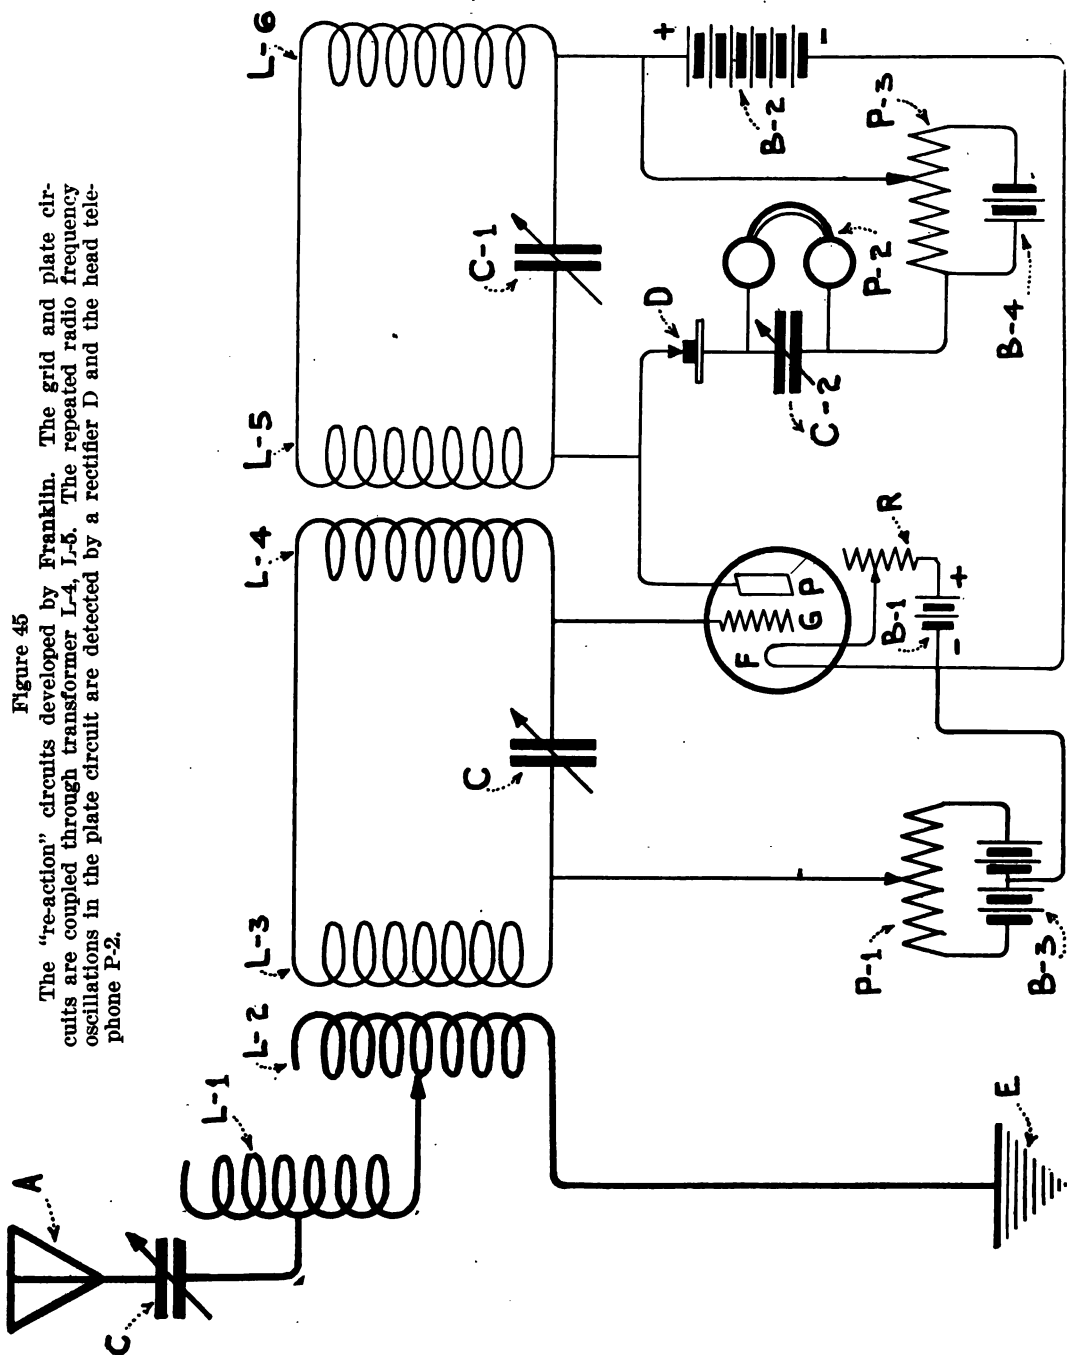 Figure 45
The “re-action” circuits developed by Franklin. The grid and plate cir-
cuits are coupled through transformer L-4, L-5. The repeated radio frequency
oscillations in the plate circuit are detected by a rectifier D and the head tele-
phone P-2.
A
C
L-1
L-2
L-3
L-4
L-5
L-6
C
C-1
E
P-1
B-3
F
G
P
R
B-1
-
+
D
C-2
P-2
P-3
B-4
B-2
+
-